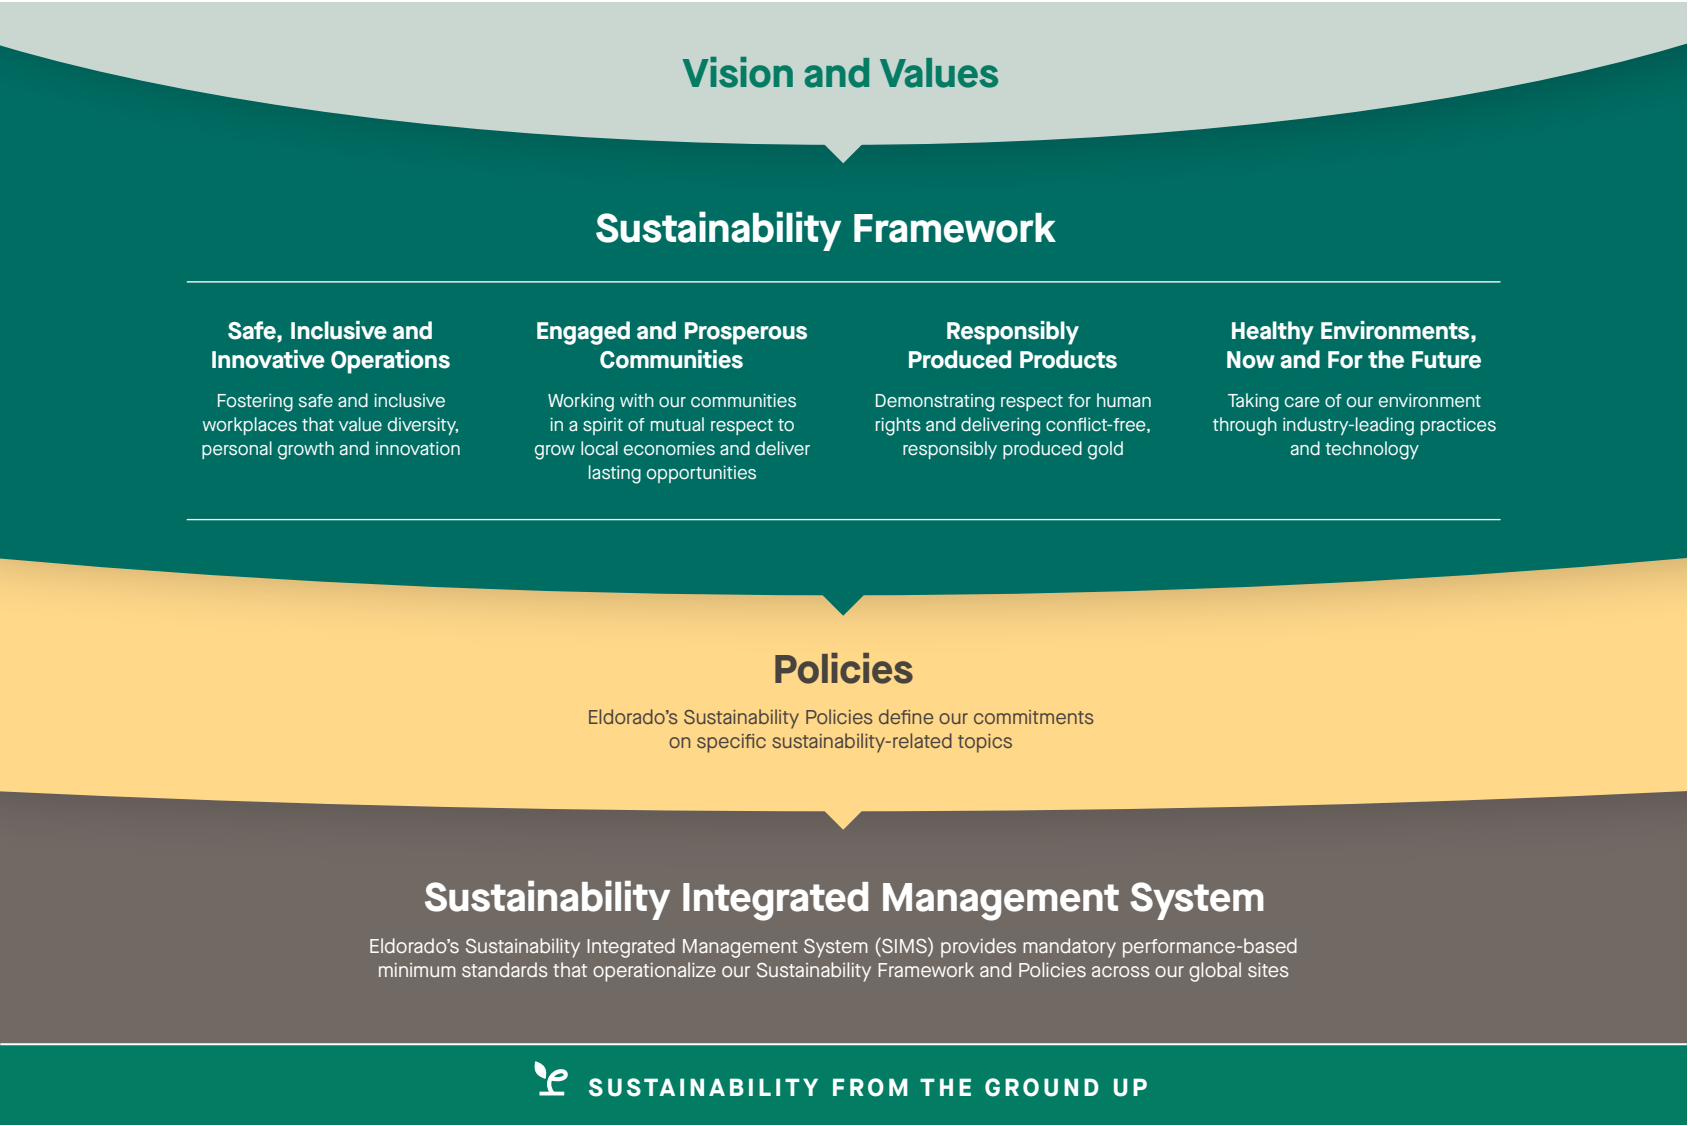 Vision and Values
Sustainability Framework
Safe, Inclusive and
Innovative Operations
Fostering safe and inclusive
workplaces that value diversity,
personal growth and innovation
Engaged and Prosperous
Communities
Working with our communities
in a spirit of mutual respect to
grow local economies and deliver
lasting opportunities
Responsibly
Produced Products
Demonstrating respect for human
rights and delivering conflict-free,
responsibly produced gold
Healthy Environments,
Now and For the Future
Taking care of our environment
through industry-leading practices
and technology
Policies
Eldorado’s Sustainability Policies define our commitments
on specific sustainability-related topics
Sustainability Integrated Management System
Eldorado’s Sustainability Integrated Management System (SIMS) provides mandatory performance-based
minimum standards that operationalize our Sustainability Framework and Policies across our global sites
SUSTAINABILITY FROM THE GROUND UP